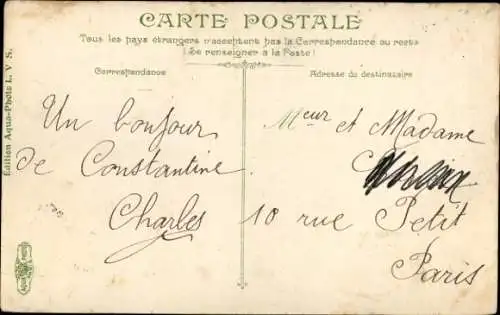 CARTE POSTALE
Tous les pays étrangers n'acceptent pas la Correspondance au recto
(Se renseigner à la Poste)
Correspondance
Adresse du destinataire
Un bonjour
de Constantine
Charles
Meur et Madame
10 rue Petit
Paris
Édition Aqua-Photo L. V. S.